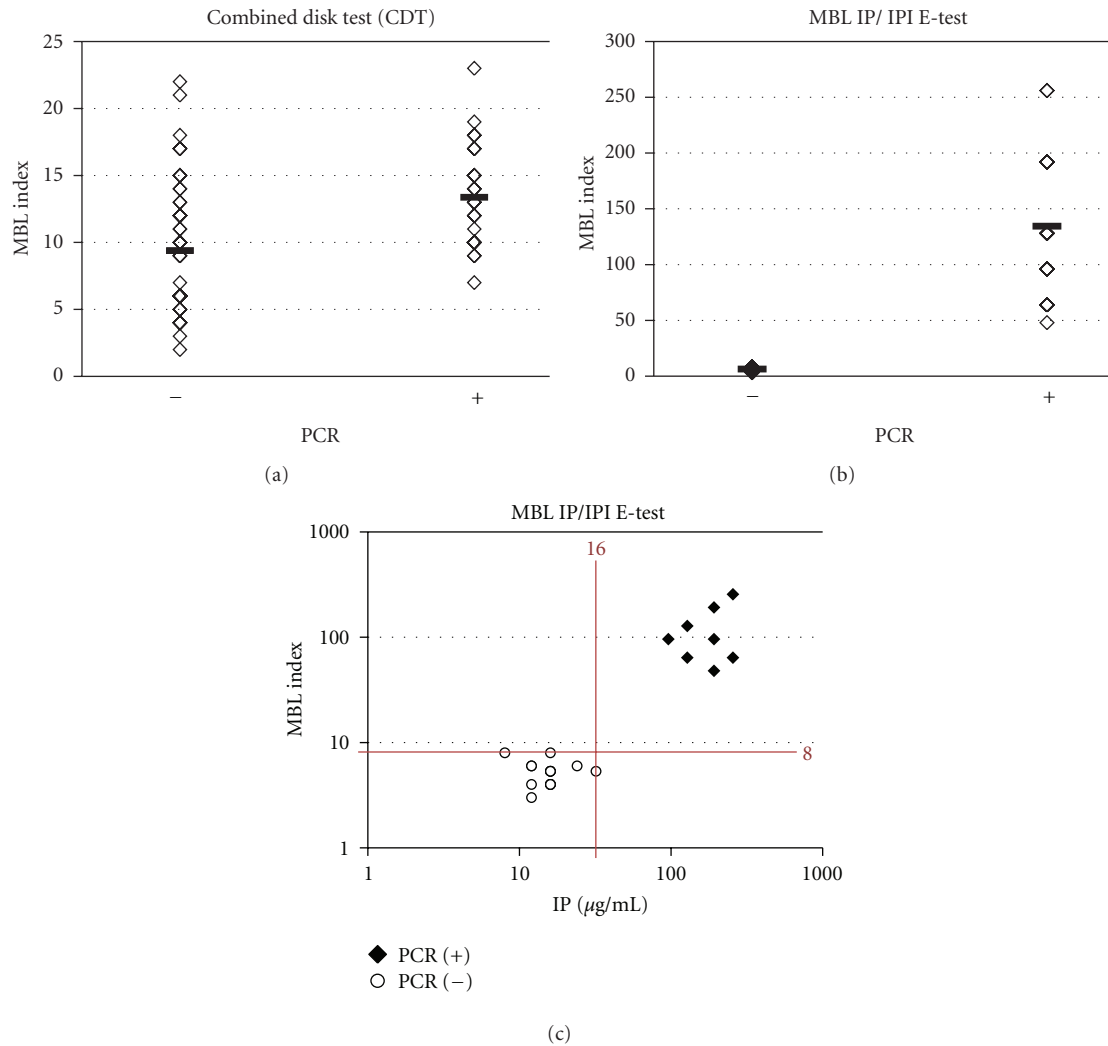 Combined disk test (CDT)
MBL index
25
20
15
10
5
0
− +
PCR
(a)
MBL IP/ IPI E-test
MBL index
300
250
200
150
100
50
0
− +
PCR
(b)
MBL IP/IPI E-test
MBL index
1000
100
10
1
16
8
1 10 100 1000
IP (μg/mL)
PCR (+)
PCR (−)
(c)